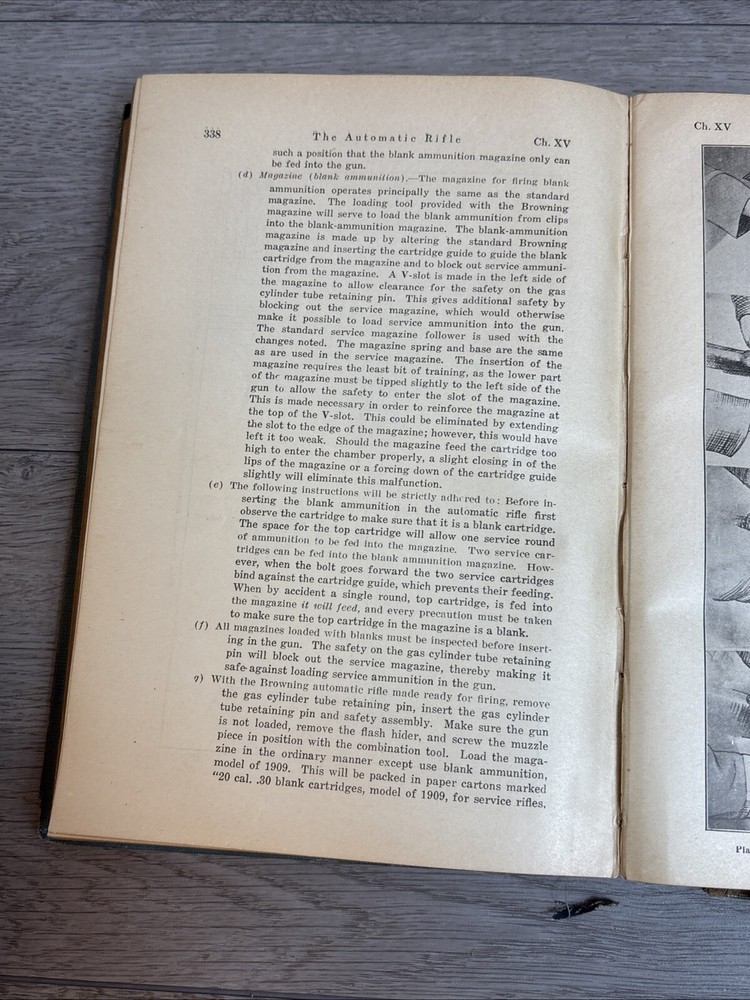 338
The Automatic Rifle
Ch. XV
such a position that the blank ammunition magazine only can
be fed into the gun.
(d) Magazine (blank ammunition).—The magazine for firing blank
ammunition operates principally the same as the standard
magazine. The loading tool provided with the Browning
magazine will serve to load the blank ammunition from clips
into the blank-ammunition magazine. The blank-ammunition
magazine is made up by altering the standard Browning
magazine and inserting the cartridge guide to guide the blank
cartridge from the magazine and to block out service ammuni-
tion from the magazine. A V-slot is made in the left side of
the magazine to allow clearance for the safety on the gas
cylinder tube retaining pin. This gives additional safety by
blocking out the service magazine, which would otherwise
make it possible to load service ammunition into the gun.
The standard service magazine follower is used with the
changes noted. The magazine spring and base are the same
as are used in the service magazine. The insertion of the
magazine requires the least bit of training, as the lower part
of the magazine must be tipped slightly to the left side of the
gun to allow the safety to enter the slot of the magazine.
This is made necessary in order to reinforce the magazine at
the top of the V-slot. This could be eliminated by extending
the slot to the edge of the magazine; however, this would have
left it too weak. Should the magazine feed the cartridge too
high to enter the chamber properly, a slight closing in of the
lips of the magazine or a forcing down of the cartridge guide
slightly will eliminate this malfunction.
(e) The following instructions will be strictly adhered to: Before in-
serting the blank ammunition in the automatic rifle first
observe the cartridge to make sure that it is a blank cartridge.
The space for the top cartridge will allow one service round
of ammunition to be fed into the magazine. Two service car-
tridges can be fed into the blank ammunition magazine. How-
ever, when the bolt goes forward the two service cartridges
bind against the cartridge guide, which prevents their feeding.
When by accident a single round, top cartridge, is fed into
the magazine it will feed, and every precaution must be taken
to make sure the top cartridge in the magazine is a blank.
(f) All magazines loaded with blanks must be inspected before insert-
ing in the gun. The safety on the gas cylinder tube retaining
pin will block out the service magazine, thereby making it
safe against loading service ammunition in the gun.
g) With the Browning automatic rifle made ready for firing, remove
the gas cylinder tube retaining pin, insert the gas cylinder
tube retaining pin and safety assembly. Make sure the gun
is not loaded, remove the flash hider, and screw the muzzle
piece in position with the combination tool. Load the maga-
zine in the ordinary manner except use blank ammunition,
model of 1909. This will be packed in paper cartons marked
"20 cal. .30 blank cartridges, model of 1909, for service rifles,
Ch. XV
Pla